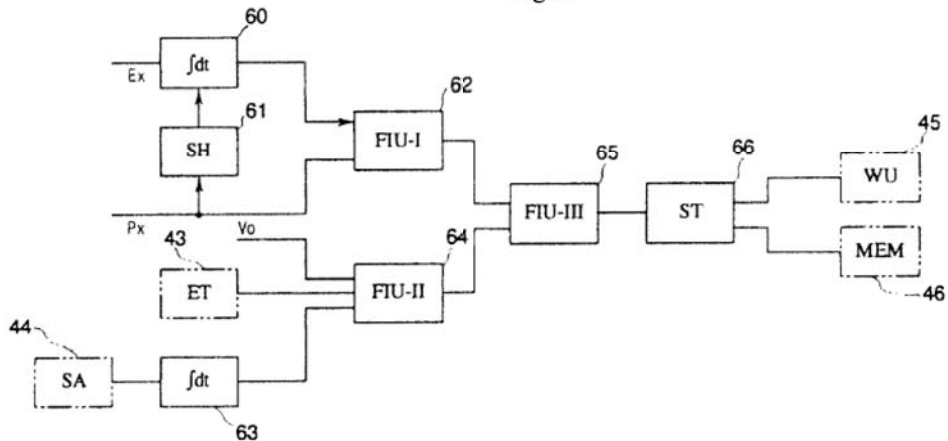 60
Ex
∫dt
61
62
SH
FIU-I
45
65
66
WU
FIU-III
ST
Px
Vo
43
64
MEM
ET
FIU-II
46
44
SA
∫dt
63